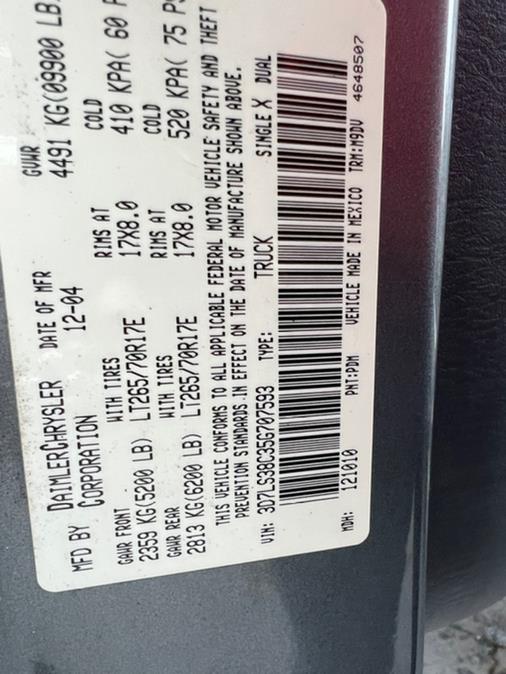 MFD BY DAIMLERCHRYSLER CORPORATION
DATE OF MFR 12-04
GVWR 4491 KG(09900 LB
GAWR FRONT WITH TIRES RIMS AT COLD
2359 KG(5200 LB) LT265/70R17E 17X8.0 410 KPA( 60 P
GAWR REAR WITH TIRES RIMS AT COLD
2813 KG(6200 LB) LT265/70R17E 17X8.0 520 KPA( 75 PS
THIS VEHICLE CONFORMS TO ALL APPLICABLE FEDERAL MOTOR VEHICLE SAFETY AND THEFT
PREVENTION STANDARDS IN EFFECT ON THE DATE OF MANUFACTURE SHOWN ABOVE.
VIN: 3D7LS38C35G707593 TYPE: TRUCK SINGLE X DUAL
MDH: 121010 PNT:PDM VEHICLE MADE IN MEXICO TRM:M9DV
4648507